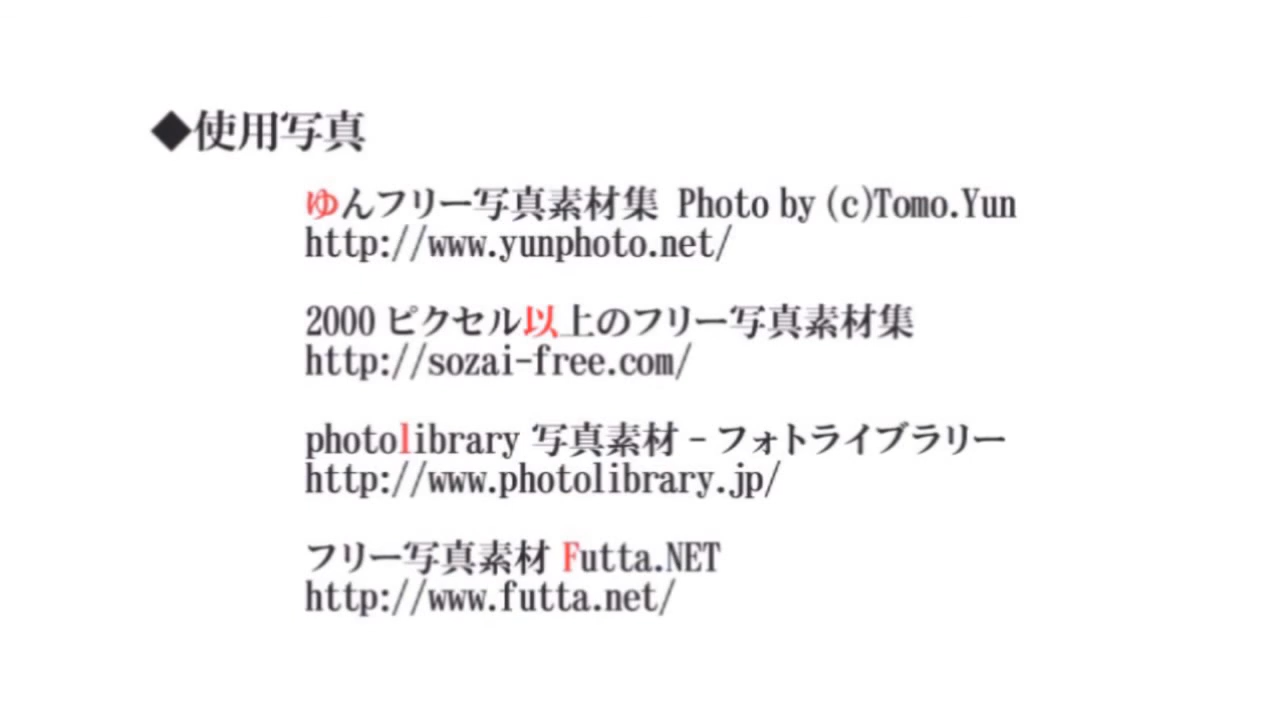 ◆使用写真
ゆんフリー写真素材集 Photo by (c)Tomo.Yun
http://www.yunphoto.net/
2000 ピクセル以上のフリー写真素材集
http://sozai-free.com/
photolibrary 写真素材 - フォトライブラリー
http://www.photolibrary.jp/
フリー写真素材 Futta.NET
http://www.futta.net/